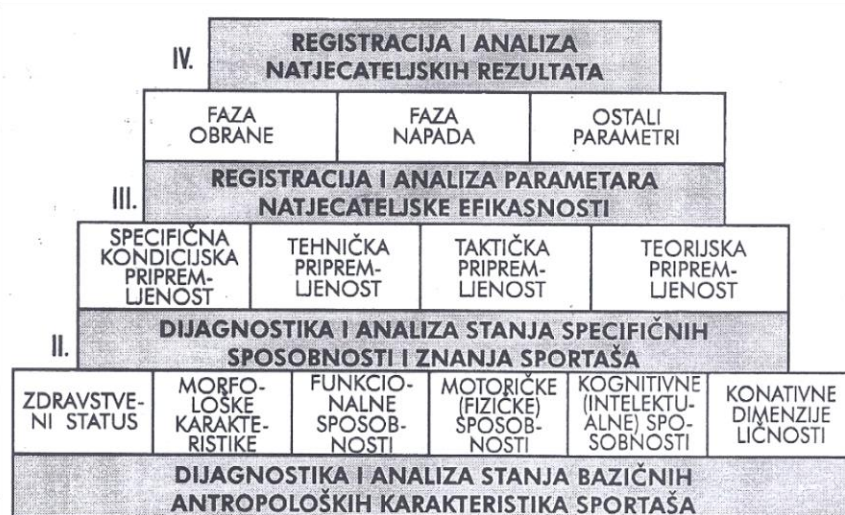 IV.
REGISTRACIJA I ANALIZA
NATJECATELJSKIH REZULTATA
FAZA
OBRANE
FAZA
NAPADA
OSTALI
PARAMETRI
III.
REGISTRACIJA I ANALIZA PARAMETARA
NATJECATELJSKE EFIKASNOSTI
SPECIFIČNA
KONDICIJSKA
PRIPREM-
LJENOST
TEHNIČKA
PRIPREM-
LJENOST
TAKTIČKA
PRIPREM-
LJENOST
TEORIJSKA
PRIPREM-
LJENOST
II.
DIJAGNOSTIKA I ANALIZA STANJA SPECIFIČNIH
SPOSOBNOSTI I ZNANJA SPORTAŠA
ZDRAVSTVE-
NI STATUS
MORFO-
LOŠKE
KARAKTE-
RISTIKE
FUNKCIO-
NALNE
SPOSOB-
NOSTI
MOTORIČKE
(FIZIČKE)
SPOSOB-
NOSTI
KOGNITIVNE
(INTELEKTU-
ALNE) SPO-
SOBNOSTI
KONATIVNE
DIMENZIJE
LIČNOSTI
DIJAGNOSTIKA I ANALIZA STANJA BAZIČNIH
ANTROPOLOŠKIH KARAKTERISTIKA SPORTAŠA